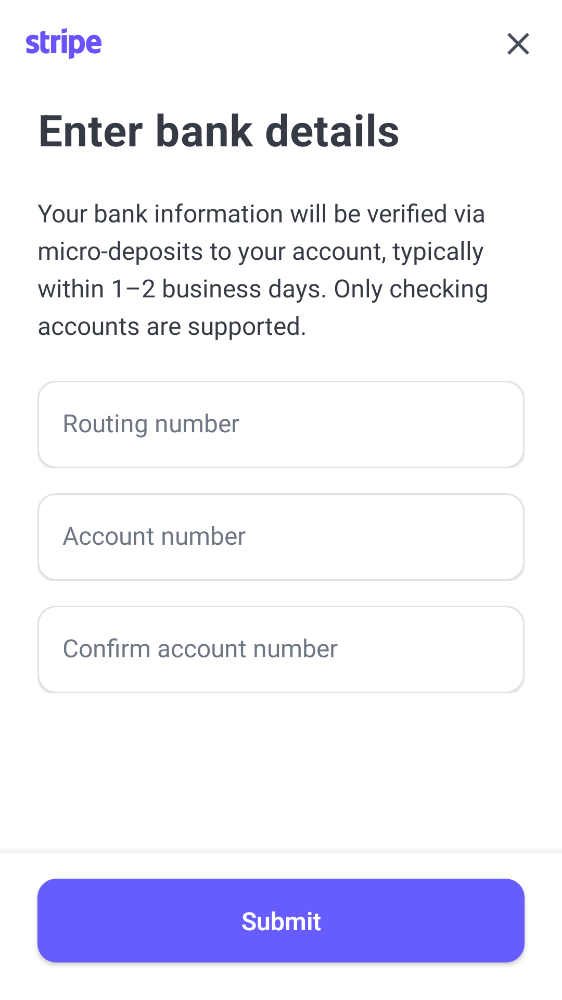 stripe
Enter bank details
Your bank information will be verified via
micro-deposits to your account, typically
within 1–2 business days. Only checking
accounts are supported.
Routing number
Account number
Confirm account number
Submit